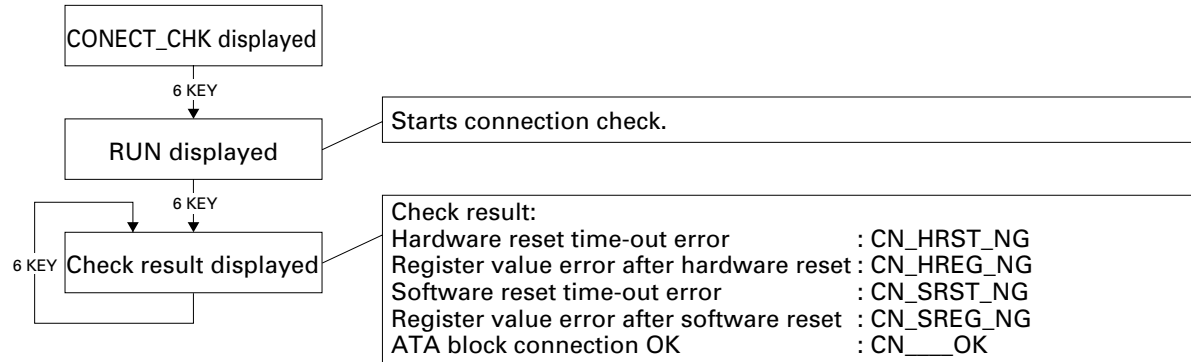 CONECT_CHK displayed
6 KEY
RUN displayed
Starts connection check.
6 KEY
6 KEY
Check result displayed
Check result:
Hardware reset time-out error : CN_HRST_NG
Register value error after hardware reset : CN_HREG_NG
Software reset time-out error : CN_SRST_NG
Register value error after software reset : CN_SREG_NG
ATA block connection OK : CN____OK